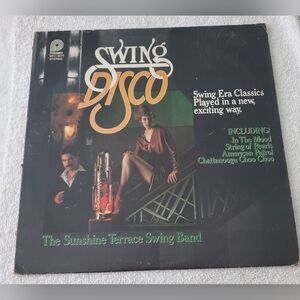 P
STEREO
SWING
DISCO
Swing Era Classics
Played in a new,
exciting way.
INCLUDING:
In The Mood
String of Pearls
American Patrol
Chattanooga Choo Choo
The Sunshine Terrace Swing Band